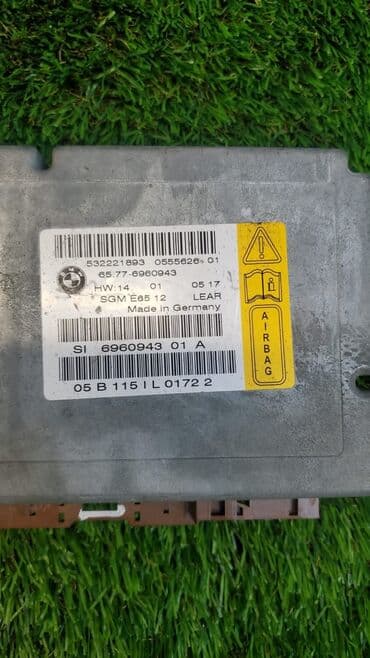 532221893 0555626 01
65.77-6960943
HW:14 01 05 17
SGM E65 12 LEAR
Made in Germany
SI 6960943 01 A
05 B 115 I L 0172 2
AIRBAG